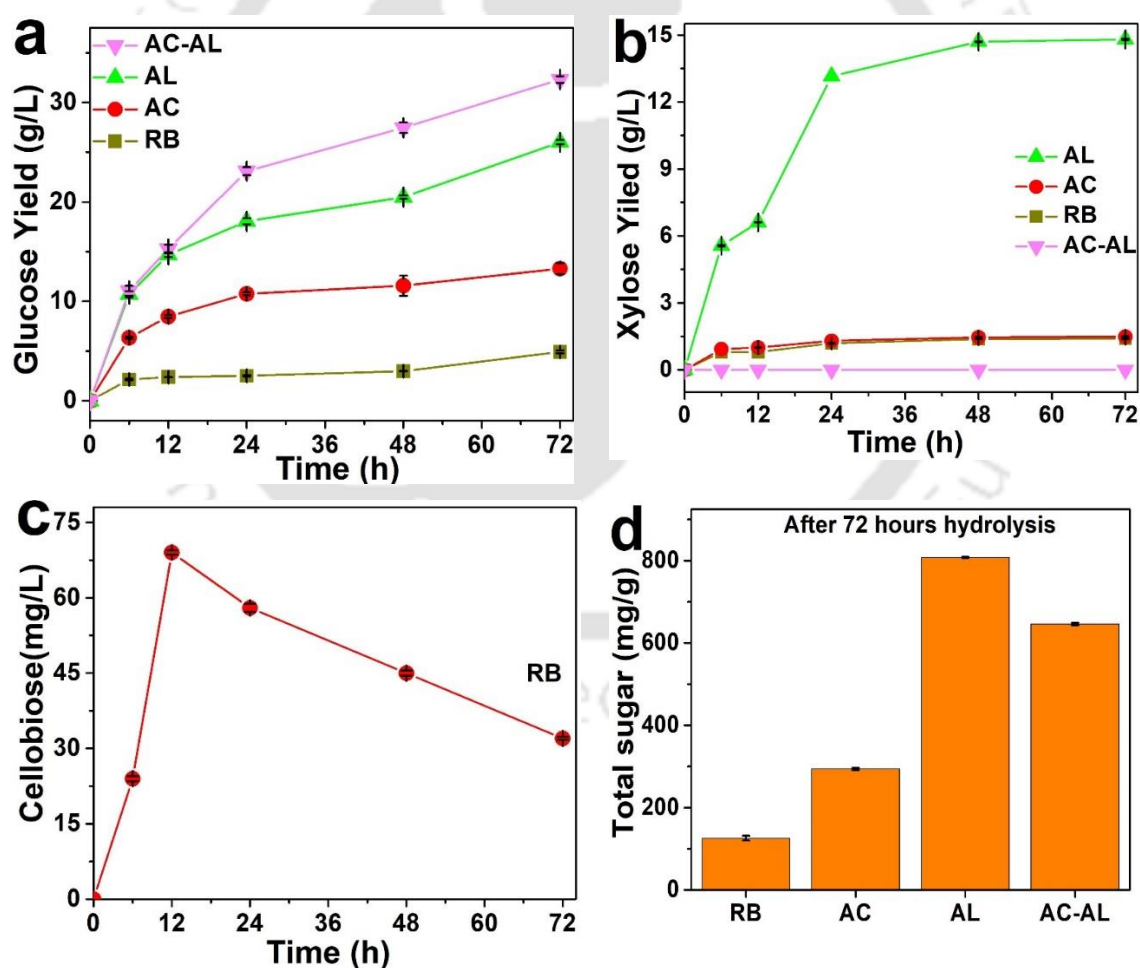 a
AC-AL
AL
AC
RB
Glucose Yield (g/L)
30
20
10
0
0 12 24 36 48 60 72
Time (h)
b
Xylose Yiled (g/L)
15
12
9
6
3
0
AL
AC
RB
AC-AL
0 12 24 36 48 60 72
Time (h)
c
Cellobiose(mg/L)
75
60
45
30
15
0
RB
0 12 24 36 48 60 72
Time (h)
d
After 72 hours hydrolysis
Total sugar (mg/g)
800
600
400
200
0
RB AC AL AC-AL